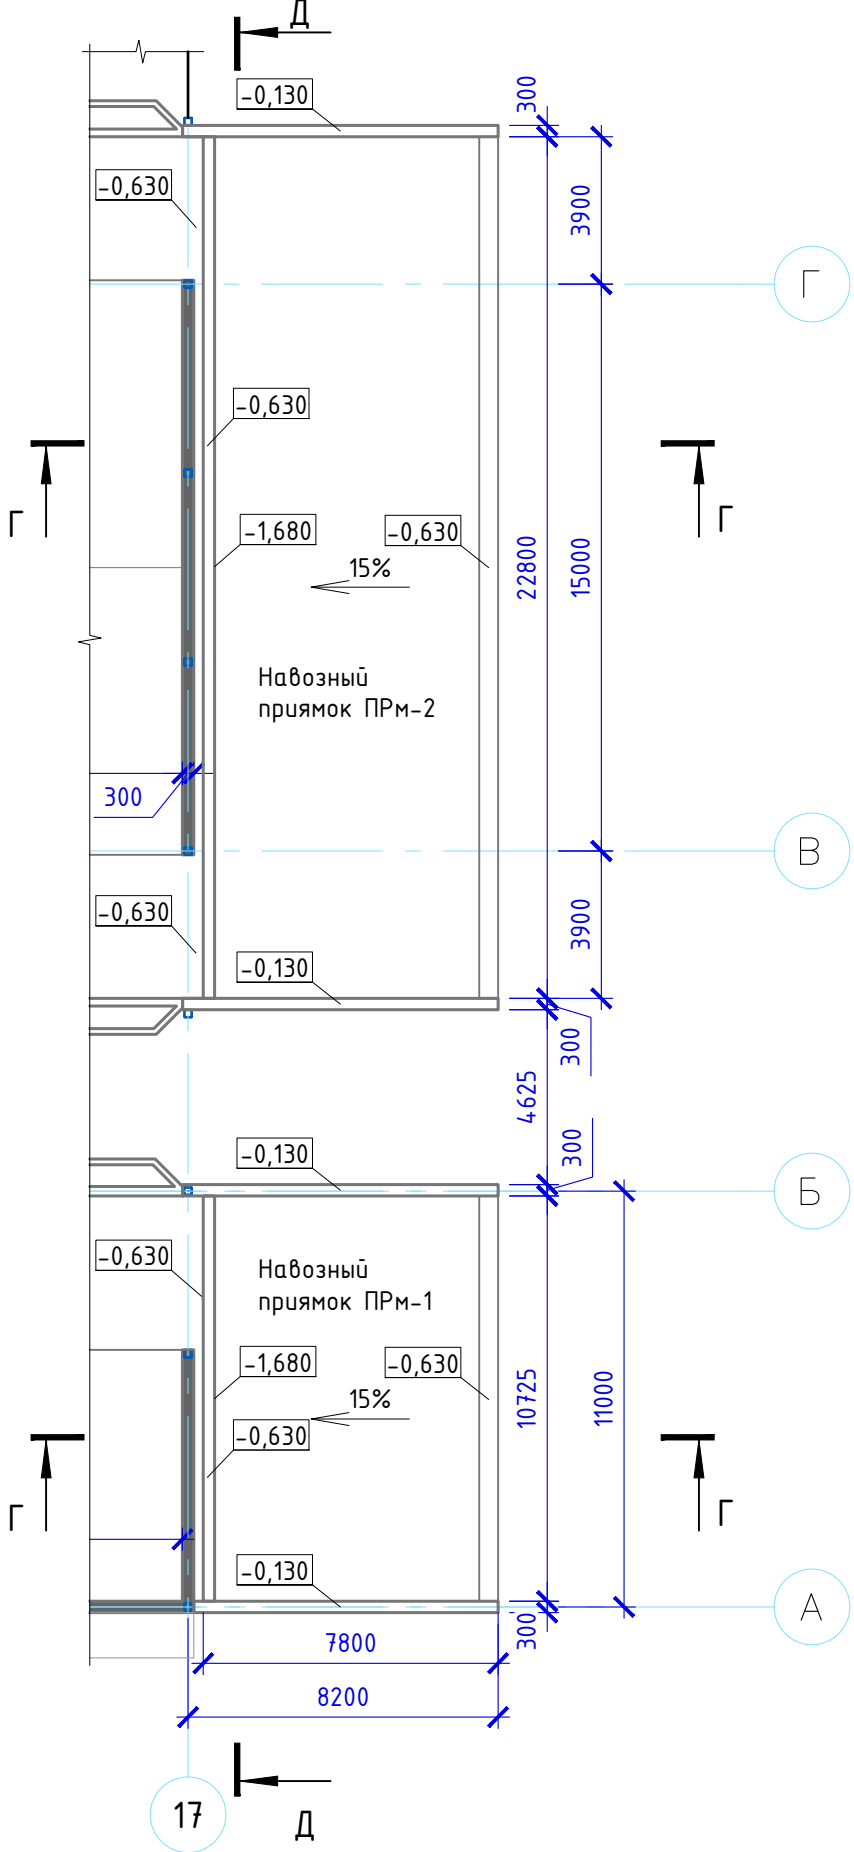 Д
-0,130
300
-0,630
3900
Г
-0,630
Г
Г
-1,680
-0,630
22800
15000
15%
Навозный
приямок ПРм-2
300
В
-0,630
3900
-0,130
300
4625
300
-0,130
Б
-0,630
Навозный
приямок ПРм-1
-1,680
-0,630
10725
11000
15%
-0,630
Г
Г
-0,130
А
300
7800
8200
17
Д